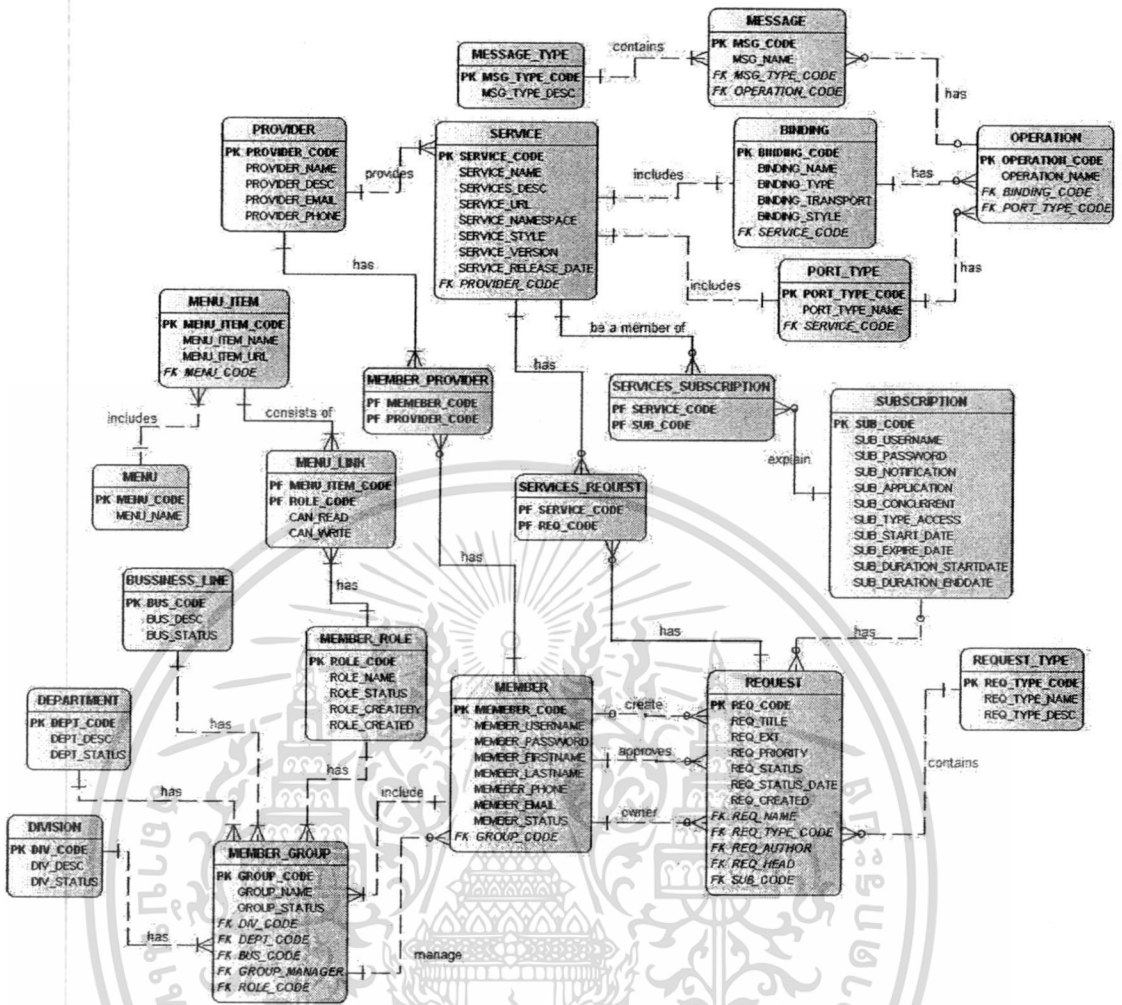 MESSAGE
PK MSG_CODE
MSG_NAME
FK MSG_TYPE_CODE
FK OPERATION_CODE
contains
MESSAGE_TYPE
PK MSG_TYPE_CODE
MSG_TYPE_DESC
has
PROVIDER
PK PROVIDER_CODE
PROVIDER_NAME
PROVIDER_DESC
PROVIDER_EMAIL
PROVIDER_PHONE
provides
SERVICE
PK SERVICE_CODE
SERVICE_NAME
SERVICES_DESC
SERVICE_URL
SERVICE_NAMESPACE
SERVICE_STYLE
SERVICE_VERSION
SERVICE_RELEASE_DATE
FK PROVIDER_CODE
includes
BINDING
PK BINDING_CODE
BINDING_NAME
BINDING_TYPE
BINDING_TRANSPORT
BINDING_STYLE
FK SERVICE_CODE
has
OPERATION
PK OPERATION_CODE
OPERATION_NAME
FK BINDING_CODE
FK PORT_TYPE_CODE
has
includes
PORT_TYPE
PK PORT_TYPE_CODE
PORT_TYPE_NAME
FK SERVICE_CODE
has
MENU_ITEM
PK MENU_ITEM_CODE
MENU_ITEM_NAME
MENU_ITEM_URL
FK MENU_CODE
be a member of
has
MEMBER_PROVIDER
PF MEMEBER_CODE
PF PROVIDER_CODE
SERVICES_SUBSCRIPTION
PF SERVICE_CODE
PF SUB_CODE
SUBSCRIPTION
PK SUB_CODE
SUB_USERNAME
SUB_PASSWORD
SUB_NOTIFICATION
SUB_APPLICATION
SUB_CONCURRENT
SUB_TYPE_ACCESS
SUB_START_DATE
SUB_EXPIRE_DATE
SUB_DURATION_STARTDATE
SUB_DURATION_ENDDATE
includes
consists of
explain
MENU
PK MENU_CODE
MENU_NAME
MENU_LINK
PF MENU_ITEM_CODE
PF ROLE_CODE
CAN_READ
CAN_WRITE
SERVICES_REQUEST
PF SERVICE_CODE
PF REQ_CODE
has
has
BUSSINESS_LINE
PK BUS_CODE
BUS_DESC
BUS_STATUS
MEMBER_ROLE
PK ROLE_CODE
ROLE_NAME
ROLE_STATUS
ROLE_CREATEBY
ROLE_CREATED
has
has
REQUEST_TYPE
PK REQ_TYPE_CODE
REQ_TYPE_NAME
REQ_TYPE_DESC
MEMBER
PK MEMEBER_CODE
MEMBER_USERNAME
MEMBER_PASSWORD
MEMBER_FIRSTNAME
MEMBER_LASTNAME
MEMEBER_PHONE
MEMBER_EMAIL
MEMBER_STATUS
FK GROUP_CODE
create
approves
owner
REQUEST
PK REQ_CODE
REQ_TITLE
REQ_EXT
REQ_PRIORITY
REQ_STATUS
REQ_STATUS_DATE
REQ_CREATED
FK REQ_NAME
FK REQ_TYPE_CODE
FK REQ_AUTHOR
FK REQ_HEAD
FK SUB_CODE
contains
DEPARTMENT
PK DEPT_CODE
DEPT_DESC
DEPT_STATUS
has
has
has
include
DIVISION
PK DIV_CODE
DIV_DESC
DIV_STATUS
has
MEMBER_GROUP
PK GROUP_CODE
GROUP_NAME
GROUP_STATUS
FK DIV_CODE
FK DEPT_CODE
FK BUS_CODE
FK GROUP_MANAGER
FK ROLE_CODE
manage